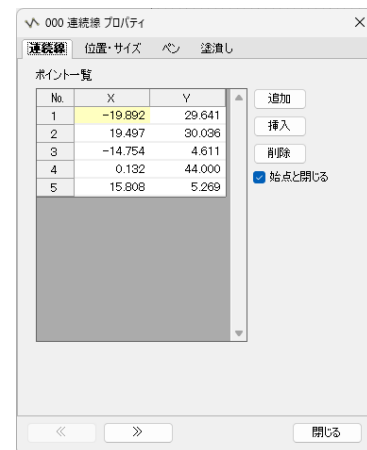 000 連続線 プロパティ
連続線 位置・サイズ ペン 塗潰し
ポイント一覧
No. X Y
1 -19.892 29.641
2 19.497 30.036
3 -14.754 4.611
4 0.132 44.000
5 15.808 5.269
追加
挿入
削除
始点と閉じる
閉じる